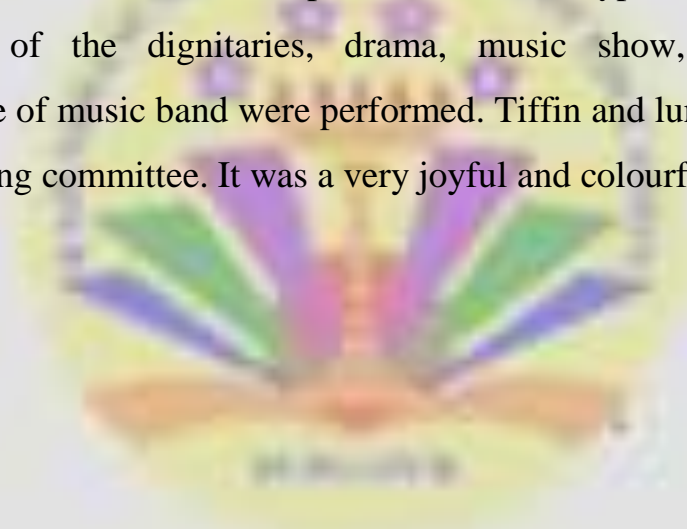 of the dignitaries, drama, music show,
e of music band were performed. Tiffin and lu
ng committee. It was a very joyful and colourf